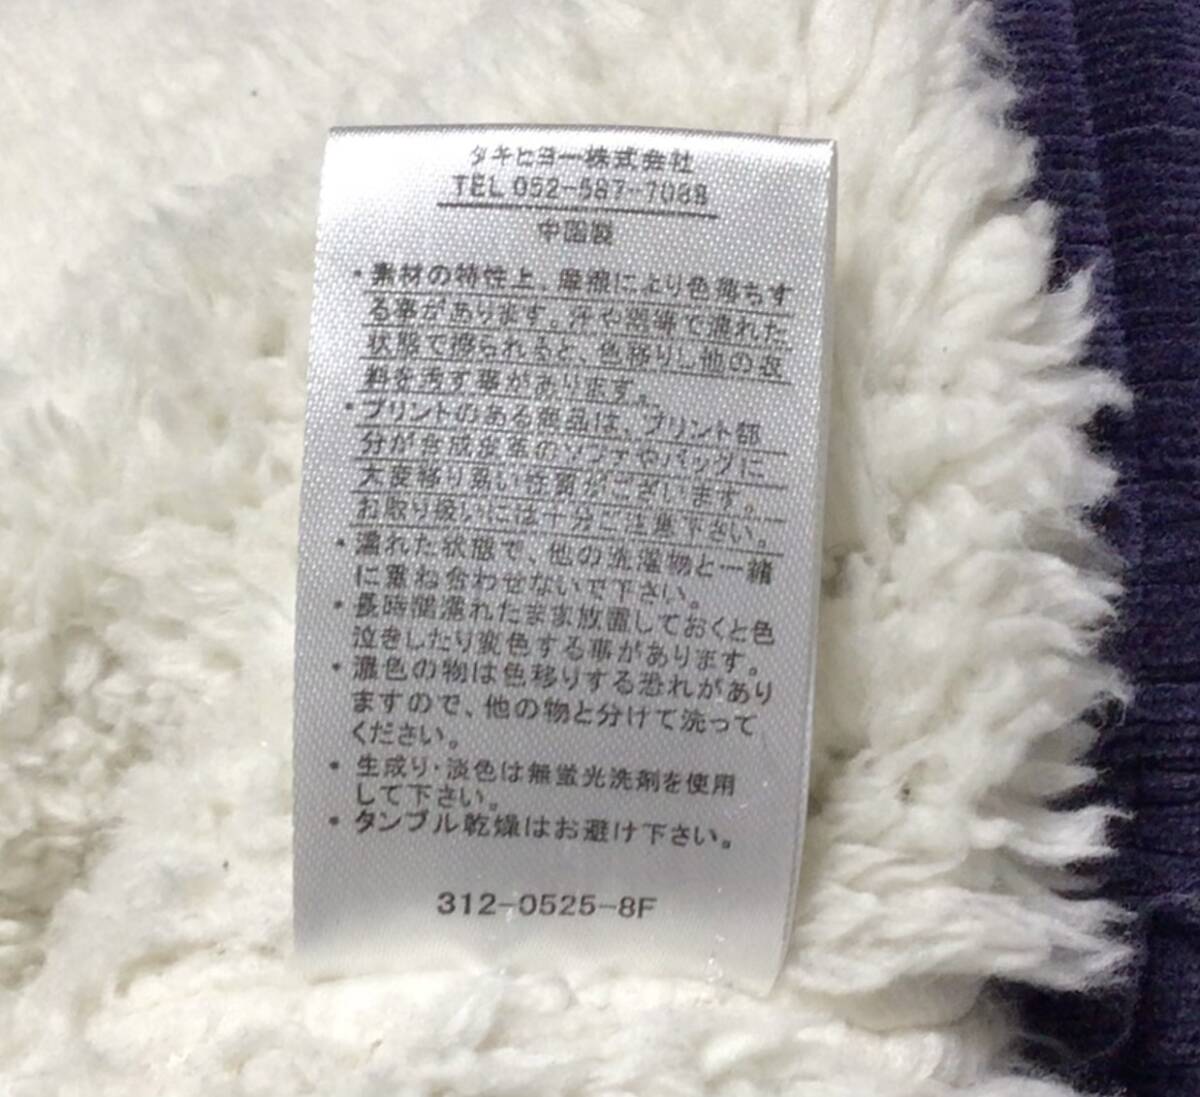 タキヒヨー株式会社
TEL 052-587-7088
中国製
・素材の特性上、摩擦により色落ちす
る事があります。汗や雨等で濡れた
状態で擦られると、色移りし他の衣
料を汚す事があります。
・プリントのある商品は、プリント部
分が合成皮革のソファやバッグに
大変移り易い性質がございます。
お取り扱いには十分ご注意下さい。
・濡れた状態で、他の洗濯物と一緒
に重ね合わせないで下さい。
・長時間濡れたまま放置しておくと色
泣きしたり変色する事があります。
・濃色の物は色移りする恐れがあり
ますので、他の物と分けて洗って
ください。
・生成り・淡色は無蛍光洗剤を使用
して下さい。
・タンブル乾燥はお避け下さい。
312-0525-8F